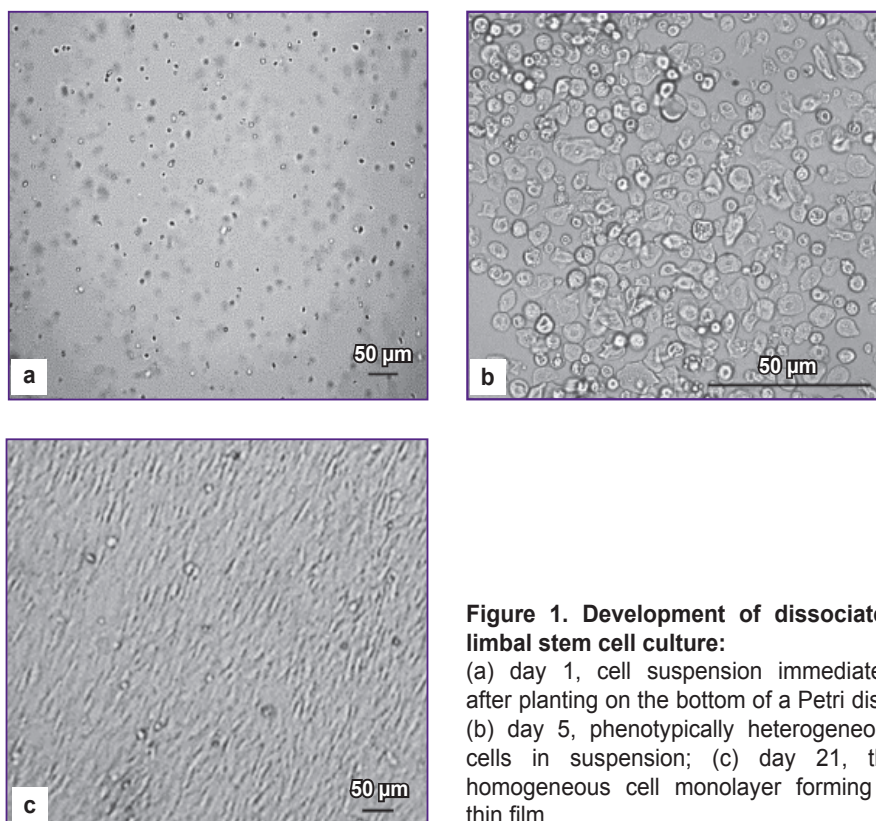 50 µm
a
50 µm
b
50 µm
c
Figure 1. Development of dissociate
limbal stem cell culture:
(a) day 1, cell suspension immediate
after planting on the bottom of a Petri dis
(b) day 5, phenotypically heterogeneo
cells in suspension; (c) day 21, t
homogeneous cell monolayer forming
thin film